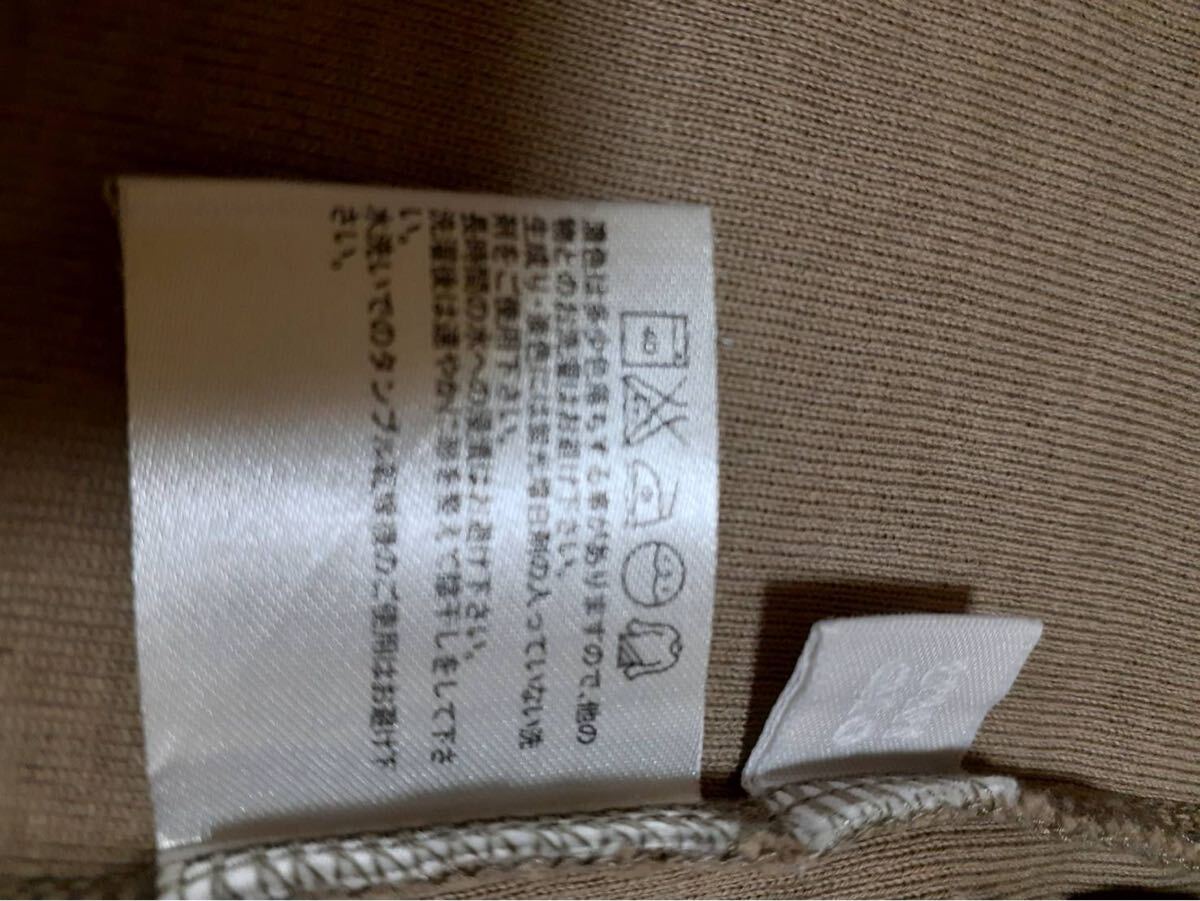 40
濃色は多少色落ちする事がありますので、他の
物とのお洗濯はお避け下さい。
生成り・淡色には蛍光増白剤の入っていない洗
剤をご使用下さい。
長時間の水への浸漬はお避け下さい。
洗濯後は速やかに形を整えて陰干しをして下さ
い。
水洗いでのタンブル乾燥機のご使用はお避け下
さい。